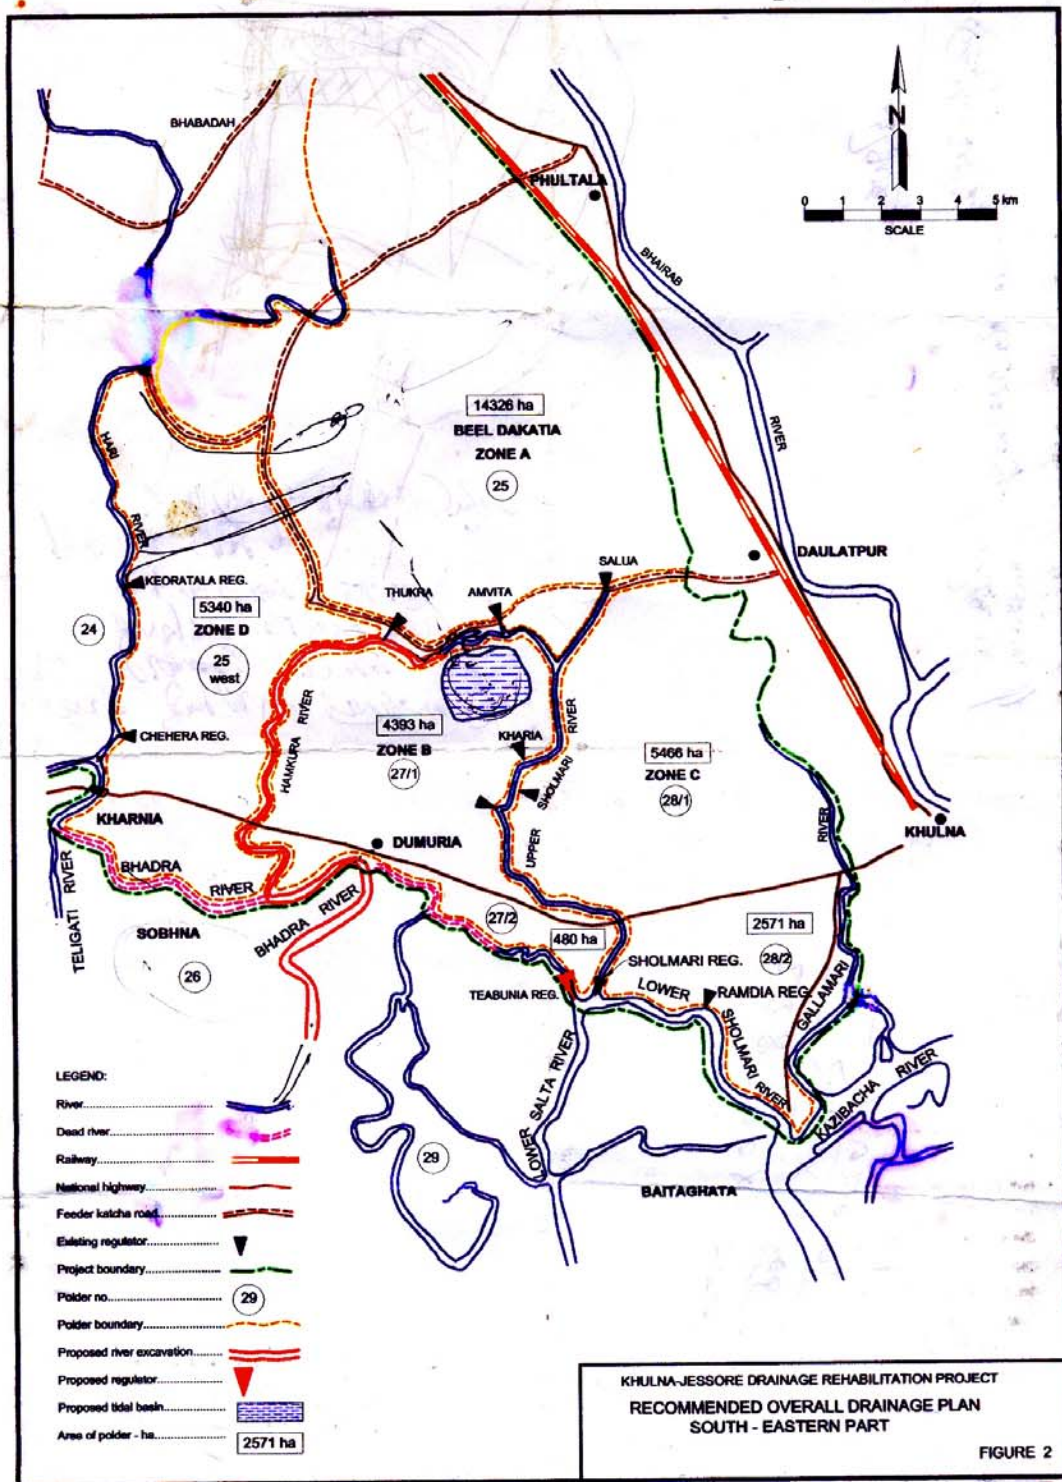 BHABADAH
N
PHULTALA
0 1 2 3 4 5 km
SCALE
BHAIRAB
RIVER
14326 ha
BEEL DAKATIA
ZONE A
25
HARI
RIVER
DAULATPUR
SALUA
KEORATALA REG.
THUKRA
AMVITA
5340 ha
ZONE D
24
25
west
HAMKURA RIVER
4393 ha
ZONE B
27/1
KHARIA
RIVER
SHOLMARI
UPPER
5466 ha
ZONE C
28/1
CHEHERA REG.
KHARNIA
DUMURIA
RIVER
KHULNA
BHADRA
RIVER
TELIGATI RIVER
SOBHNA
26
BHADRA RIVER
27/2
480 ha
2571 ha
28/2
SHOLMARI REG.
TEABUNIA REG.
LOWER
RAMDIA REG.
SHOLMARI
RIVER
GALLAMARI
KAZIBACHA RIVER
LOWER SALTA RIVER
29
BAITAGHATA
LEGEND:
River
Dead river
Railway
National highway
Feeder katcha road
Existing regulator
Project boundary
Polder no. 29
Polder boundary
Proposed river excavation
Proposed regulator
Proposed tidal basin
Area of polder - ha. 2571 ha
KHULNA-JESSORE DRAINAGE REHABILITATION PROJECT
RECOMMENDED OVERALL DRAINAGE PLAN
SOUTH - EASTERN PART
FIGURE 2